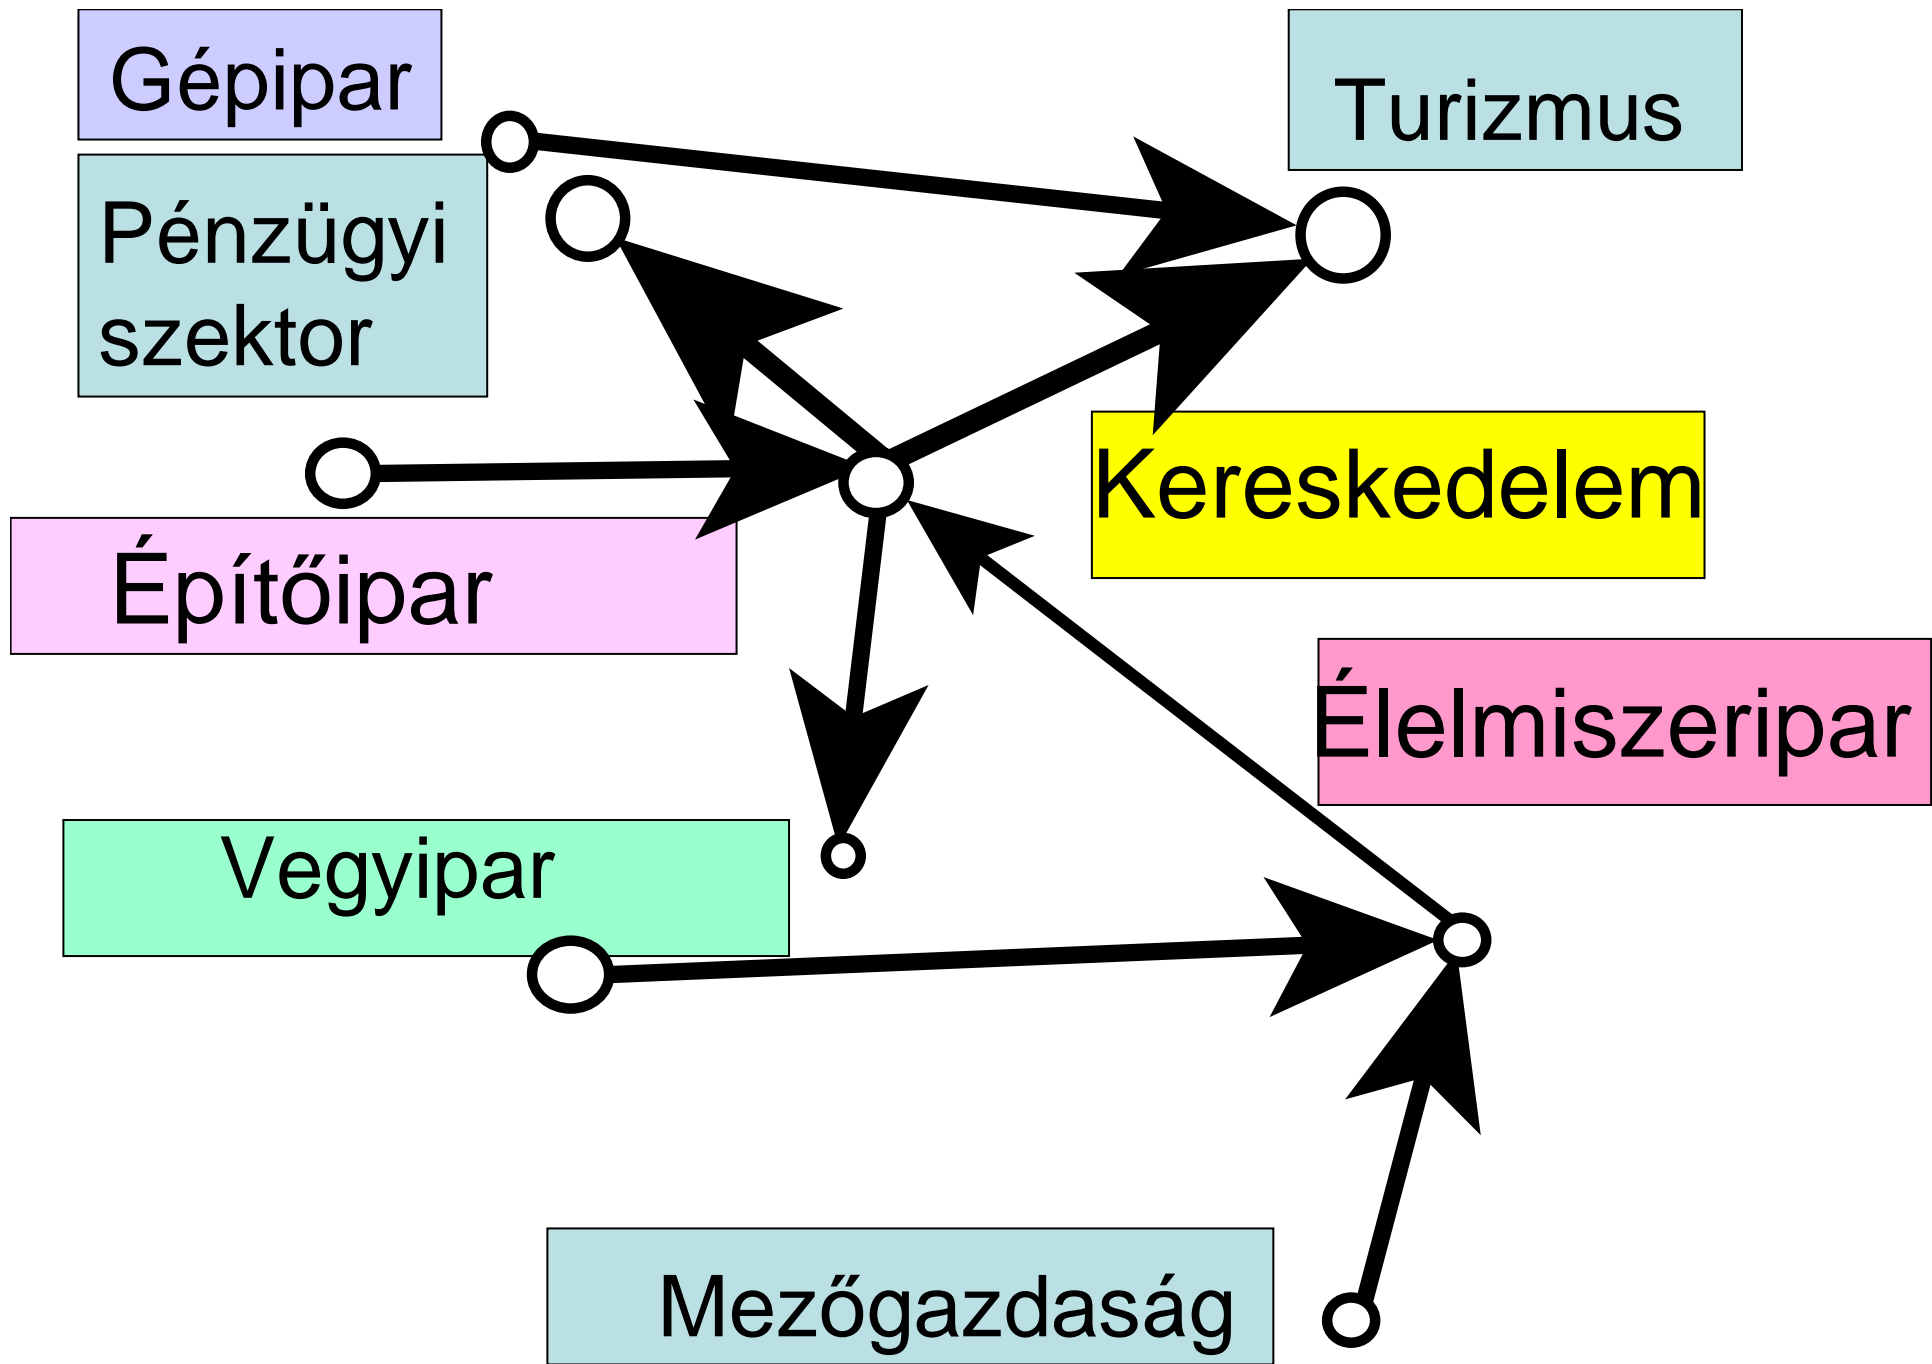 Gépipar
Turizmus
Pénzügyi
szektor
Kereskedelem
Építőipar
Élelmiszeripar
Vegyipar
Mezőgazdaság